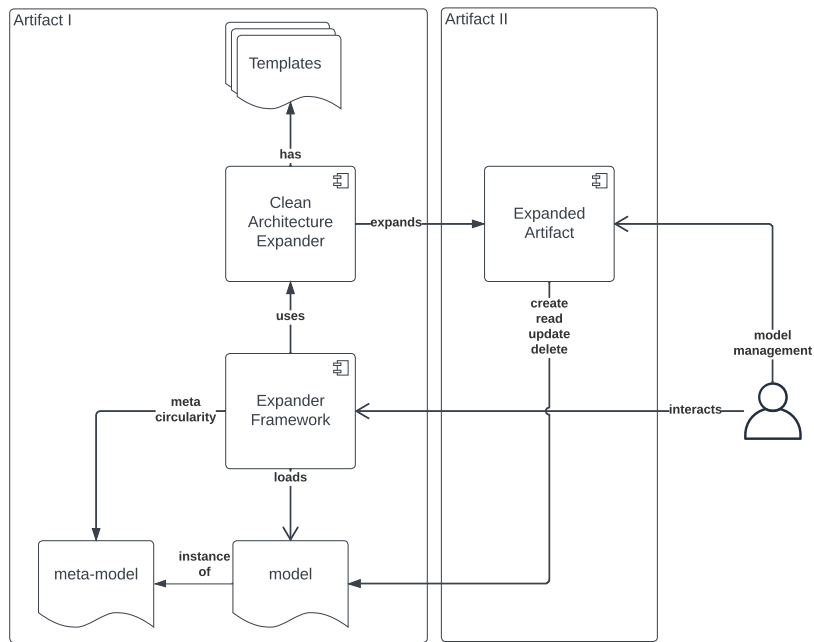 Artifact I
Artifact II
Templates
has
Clean
Architecture
Expander
expands
Expanded
Artifact
uses
create
read
update
delete
model
management
meta
circularity
Expander
Framework
interacts
loads
meta-model
instance
of
model